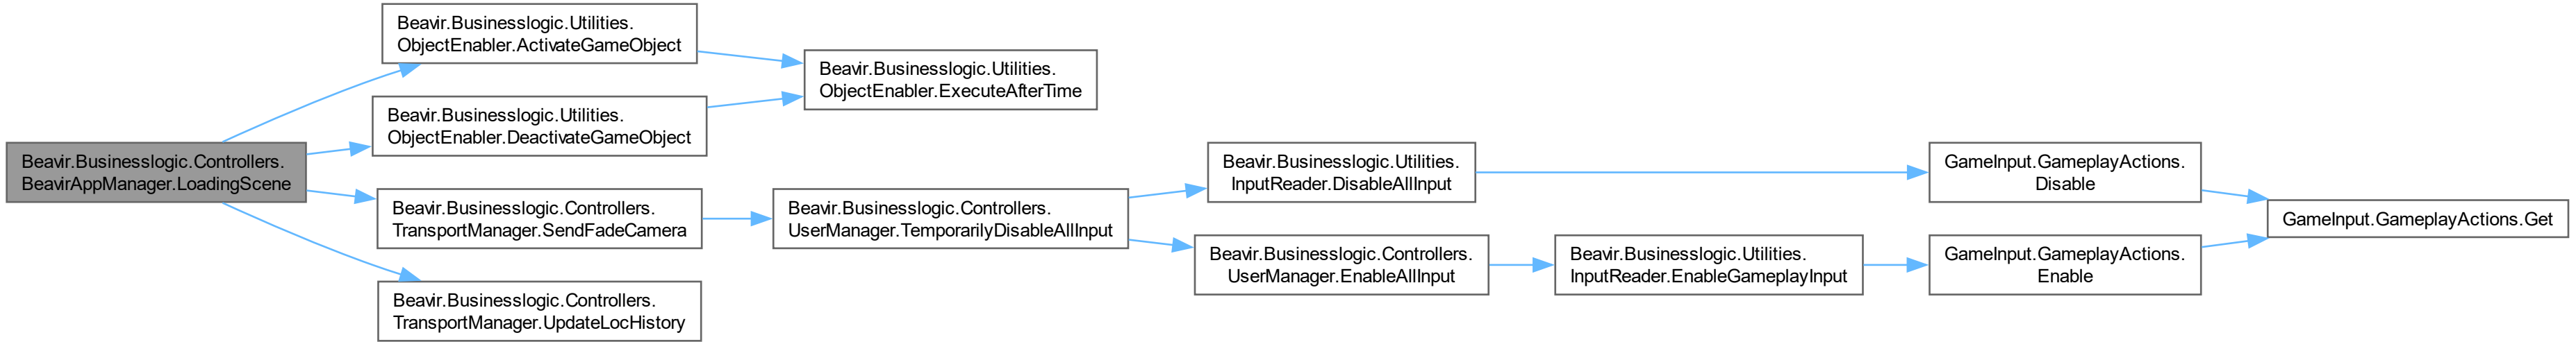 Beavir.Businesslogic.Controllers.
BeavirAppManager.LoadingScene
Beavir.Businesslogic.Utilities.
ObjectEnabler.ActivateGameObject
Beavir.Businesslogic.Utilities.
ObjectEnabler.DeactivateGameObject
Beavir.Businesslogic.Utilities.
ObjectEnabler.ExecuteAfterTime
Beavir.Businesslogic.Controllers.
TransportManager.SendFadeCamera
Beavir.Businesslogic.Controllers.
UserManager.TemporarilyDisableAllInput
Beavir.Businesslogic.Utilities.
InputReader.DisableAllInput
GameInput.GameplayActions.
Disable
Beavir.Businesslogic.Controllers.
UserManager.EnableAllInput
Beavir.Businesslogic.Utilities.
InputReader.EnableGameplayInput
GameInput.GameplayActions.
Enable
GameInput.GameplayActions.Get
Beavir.Businesslogic.Controllers.
TransportManager.UpdateLocHistory